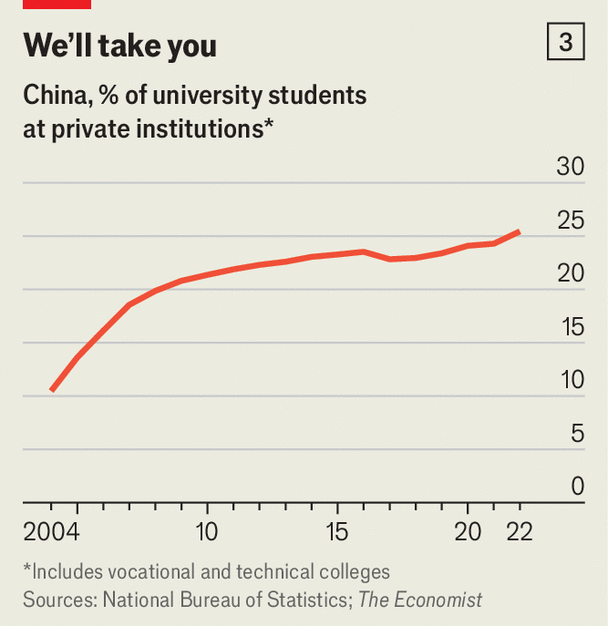 We'll take you
3
China, % of university students
at private institutions*
30
25
20
15
10
5
0
2004 10 15 20 22
*Includes vocational and technical colleges
Sources: National Bureau of Statistics; The Economist